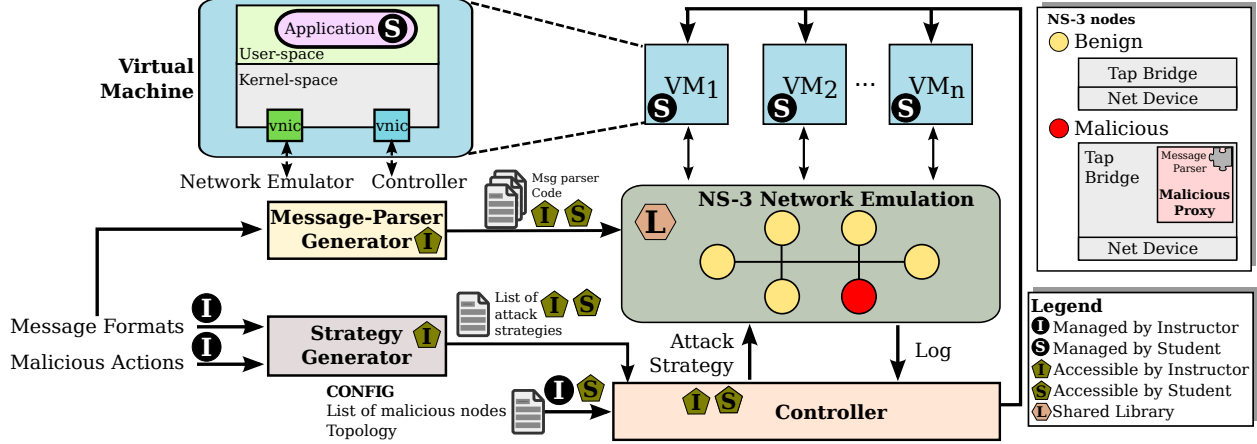 Application S
User-space
Kernel-space
Virtual
Machine
vnic
vnic
Network Emulator
Controller
VM1
S
VM2
S
...
VMn
S
NS-3 nodes
Benign
Tap Bridge
Net Device
Malicious
Tap
Bridge
Message
Parser
Malicious
Proxy
Net Device
Message-Parser
Generator I
Msg parser
Code
I S
NS-3 Network Emulation
L
Message Formats
I
Malicious Actions
I
Strategy
Generator I
List of
attack
strategies
I S
Attack
Strategy
Log
CONFIG
List of malicious nodes
Topology
I S
I S
Controller
Legend
I Managed by Instructor
S Managed by Student
I Accessible by Instructor
S Accessible by Student
L Shared Library